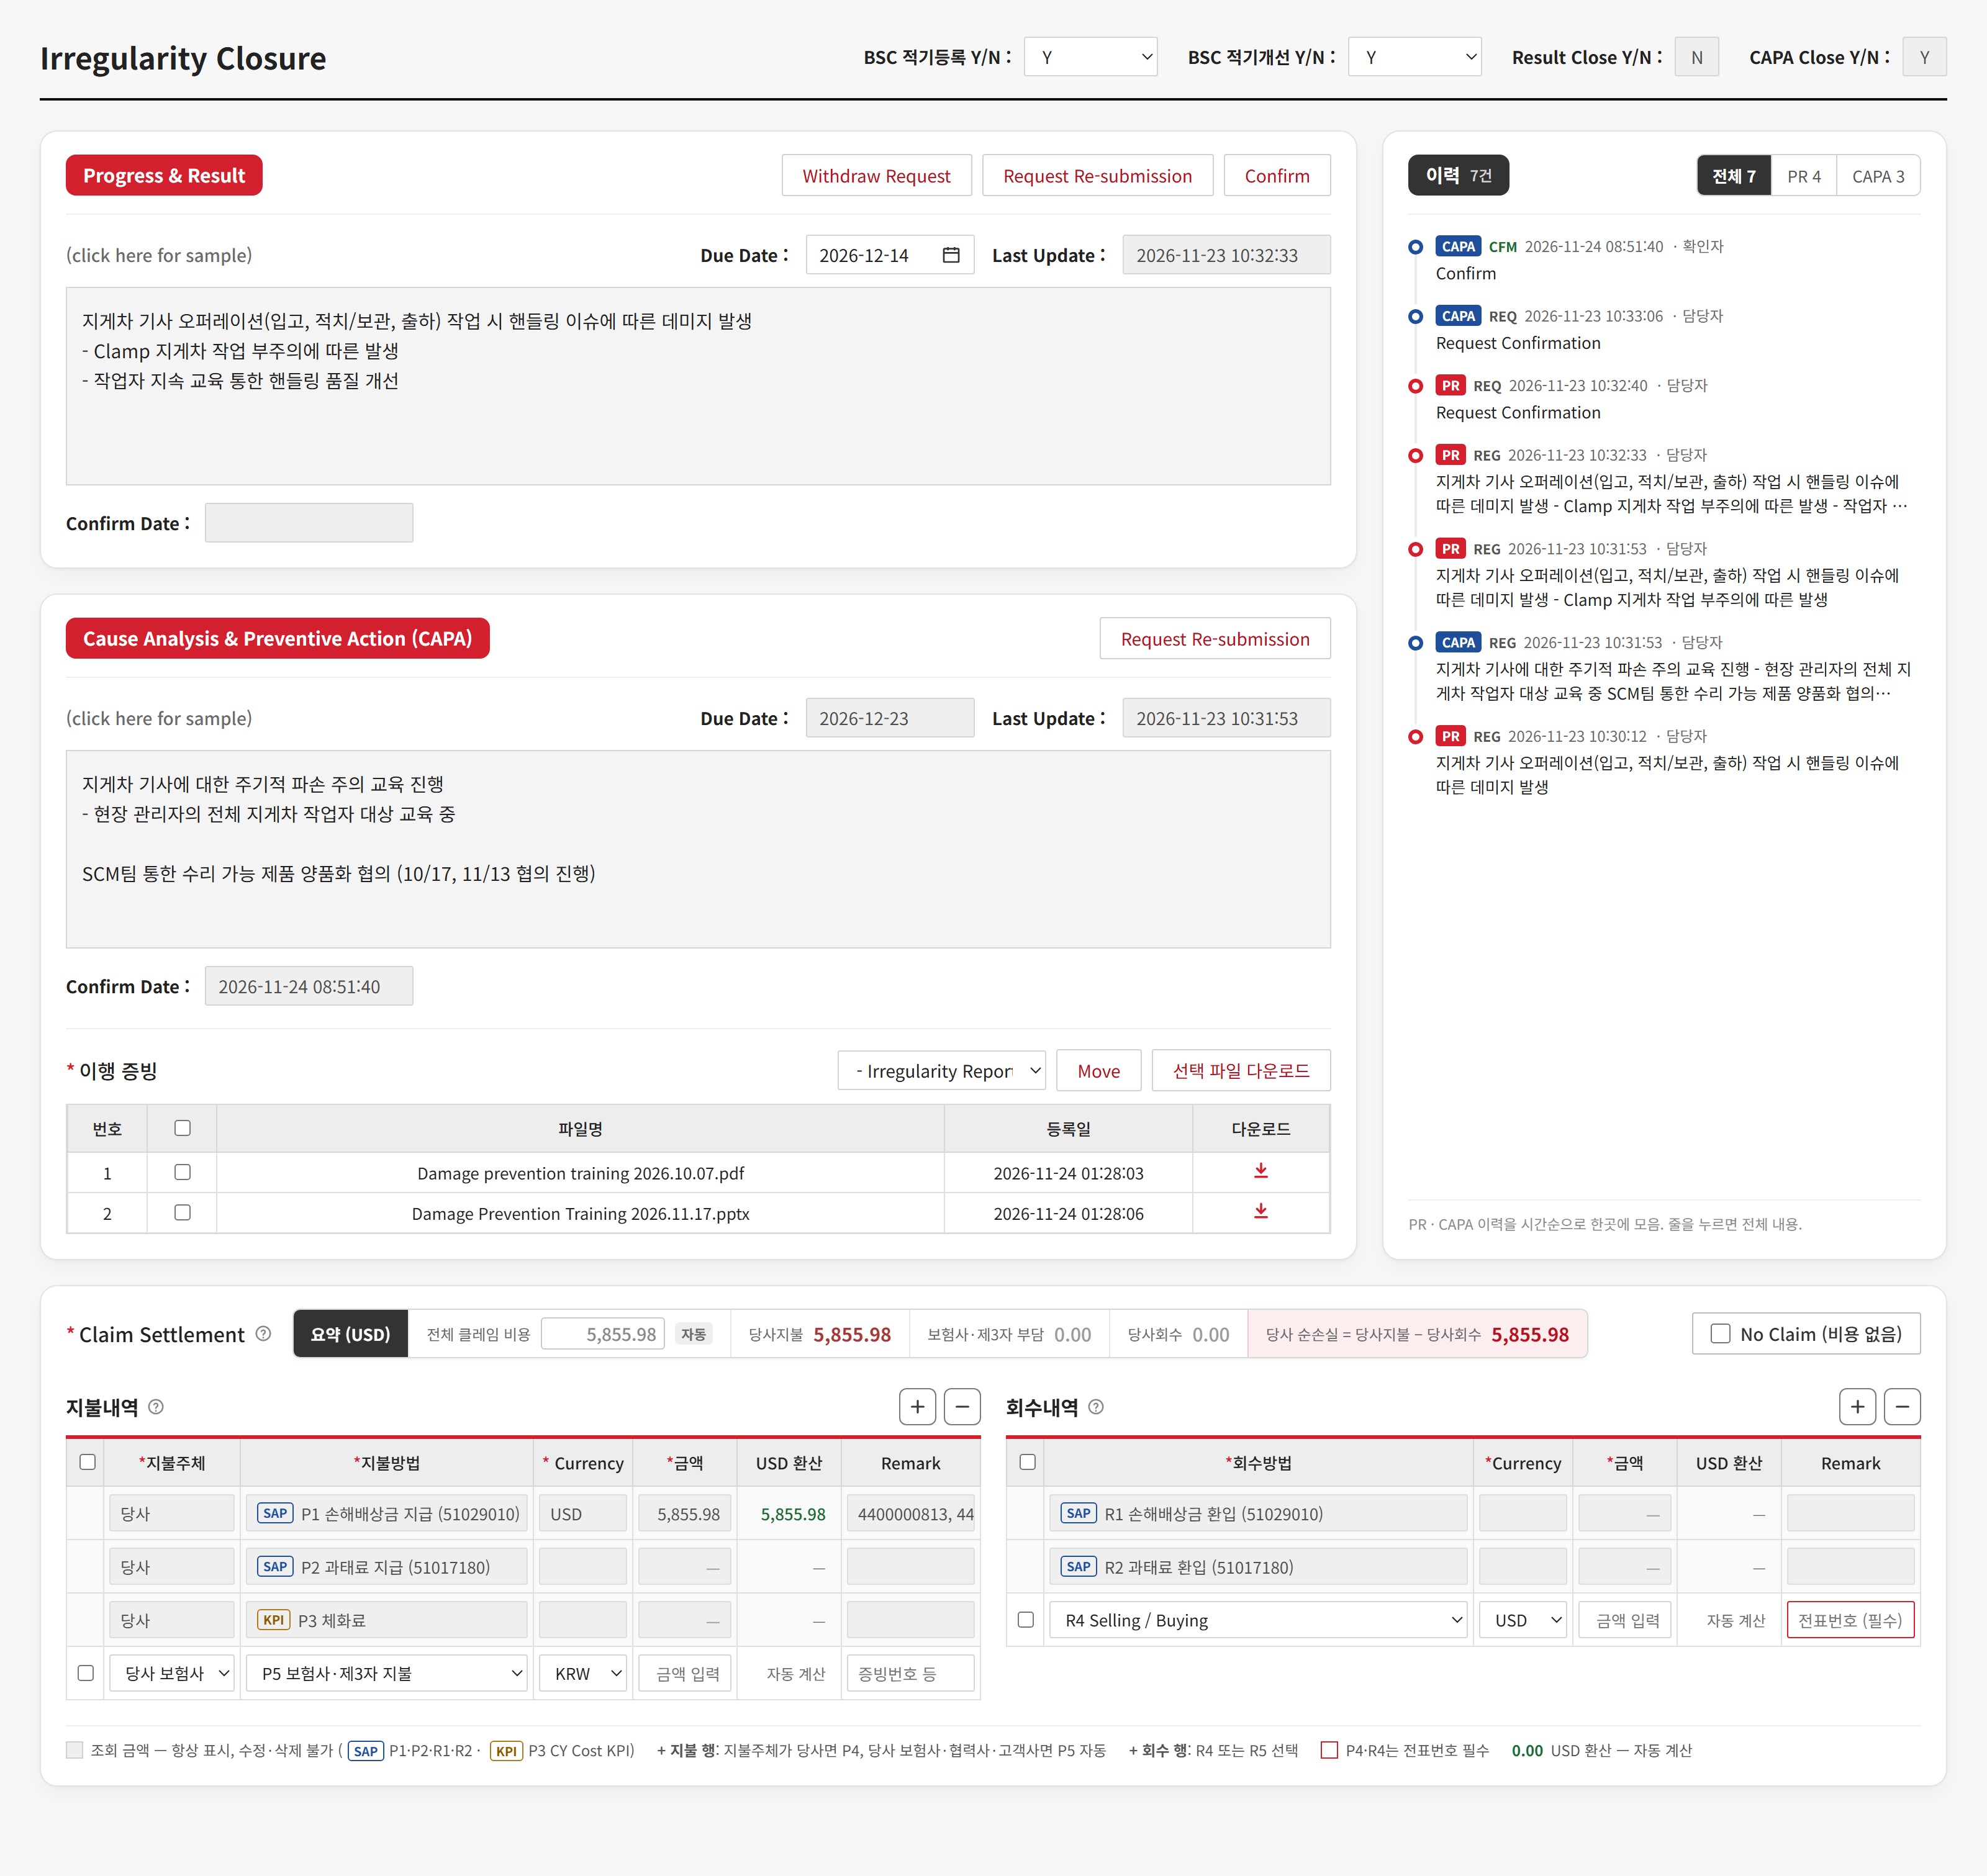 Irregularity Closure
BSC 적기등록 Y/N : Y
BSC 적기개선 Y/N : Y
Result Close Y/N : N
CAPA Close Y/N : Y
Progress & Result
Withdraw Request
Request Re-submission
Confirm
(click here for sample)
Due Date : 2026-12-14
Last Update : 2026-11-23 10:32:33
지게차 기사 오퍼레이션(입고, 적치/보관, 출하) 작업 시 핸들링 이슈에 따른 데미지 발생
- Clamp 지게차 작업 부주의에 따른 발생
- 작업자 지속 교육 통한 핸들링 품질 개선
Confirm Date :
Cause Analysis & Preventive Action (CAPA)
Request Re-submission
(click here for sample)
Due Date : 2026-12-23
Last Update : 2026-11-23 10:31:53
지게차 기사에 대한 주기적 파손 주의 교육 진행
- 현장 관리자의 전체 지게차 작업자 대상 교육 중
SCM팀 통한 수리 가능 제품 양품화 협의 (10/17, 11/13 협의 진행)
Confirm Date : 2026-11-24 08:51:40
* 이행 증빙
- Irregularity Repor
Move
선택 파일 다운로드
번호 파일명 등록일 다운로드
1 Damage prevention training 2026.10.07.pdf 2026-11-24 01:28:03
2 Damage Prevention Training 2026.11.17.pptx 2026-11-24 01:28:06
이력 7건
전체 7 PR 4 CAPA 3
CAPA CFM 2026-11-24 08:51:40 · 확인자
Confirm
CAPA REQ 2026-11-23 10:33:06 · 담당자
Request Confirmation
PR REQ 2026-11-23 10:32:40 · 담당자
Request Confirmation
PR REG 2026-11-23 10:32:33 · 담당자
지게차 기사 오퍼레이션(입고, 적치/보관, 출하) 작업 시 핸들링 이슈에
따른 데미지 발생 - Clamp 지게차 작업 부주의에 따른 발생 - 작업자 …
PR REG 2026-11-23 10:31:53 · 담당자
지게차 기사 오퍼레이션(입고, 적치/보관, 출하) 작업 시 핸들링 이슈에
따른 데미지 발생 - Clamp 지게차 작업 부주의에 따른 발생
CAPA REG 2026-11-23 10:31:53 · 담당자
지게차 기사에 대한 주기적 파손 주의 교육 진행 - 현장 관리자의 전체 지
게차 작업자 대상 교육 중 SCM팀 통한 수리 가능 제품 양품화 협의…
PR REG 2026-11-23 10:30:12 · 담당자
지게차 기사 오퍼레이션(입고, 적치/보관, 출하) 작업 시 핸들링 이슈에
따른 데미지 발생
PR · CAPA 이력을 시간순으로 한곳에 모음. 줄을 누르면 전체 내용.
* Claim Settlement ?
요약 (USD) 전체 클레임 비용 5,855.98 자동 당사지불 5,855.98 보험사·제3자 부담 0.00 당사회수 0.00 당사 순손실 = 당사지불 − 당사회수 5,855.98
No Claim (비용 없음)
지불내역 ? + −
*지불주체 *지불방법 * Currency *금액 USD 환산 Remark
당사 SAP P1 손해배상금 지급 (51029010) USD 5,855.98 5,855.98 4400000813, 44
당사 SAP P2 과태료 지급 (51017180) — —
당사 KPI P3 체화료 — —
당사 보험사 P5 보험사·제3자 지불 KRW 금액 입력 자동 계산 증빙번호 등
회수내역 ? + −
*회수방법 *Currency *금액 USD 환산 Remark
SAP R1 손해배상금 환입 (51029010) — —
SAP R2 과태료 환입 (51017180) — —
R4 Selling / Buying USD 금액 입력 자동 계산 전표번호 (필수)
조회 금액 — 항상 표시, 수정·삭제 불가 ( SAP P1·P2·R1·R2 · KPI P3 CY Cost KPI) + 지불 행: 지불주체가 당사면 P4, 당사 보험사·협력사·고객사면 P5 자동 + 회수 행: R4 또는 R5 선택 P4·R4는 전표번호 필수 0.00 USD 환산 — 자동 계산